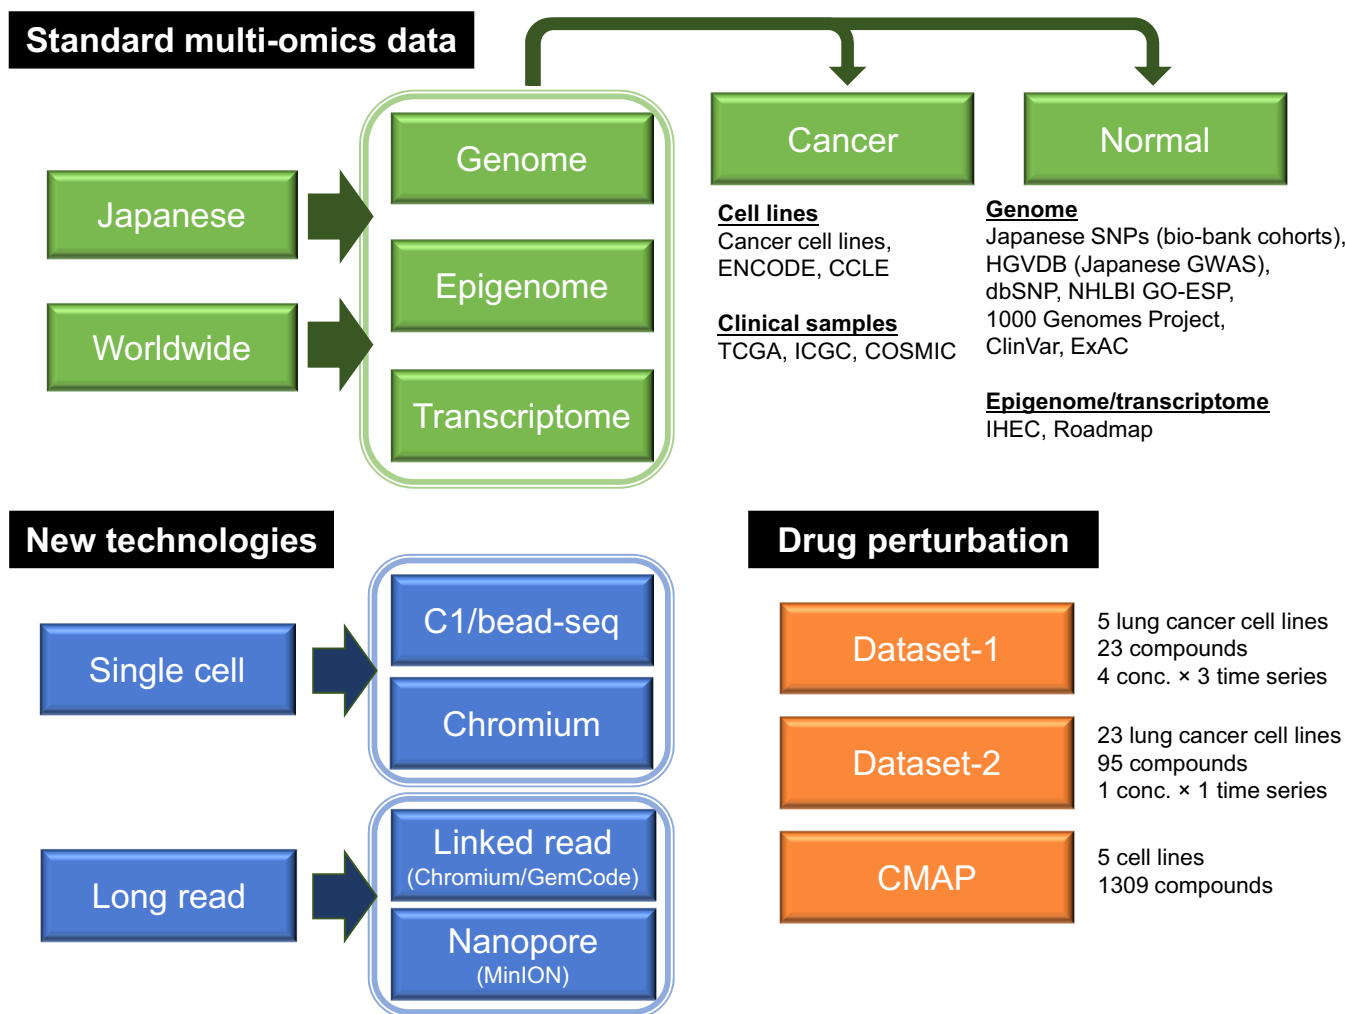 Standard multi-omics data
Japanese
Worldwide
Genome
Epigenome
Transcriptome
Cancer
Cell lines
Cancer cell lines,
ENCODE, CCLE
Clinical samples
TCGA, ICGC, COSMIC
Normal
Genome
Japanese SNPs (bio-bank cohorts),
HGVDB (Japanese GWAS),
dbSNP, NHLBI GO-ESP,
1000 Genomes Project,
ClinVar, ExAC
Epigenome/transcriptome
IHEC, Roadmap
New technologies
Single cell
C1/bead-seq
Chromium
Long read
Linked read
(Chromium/GemCode)
Nanopore
(MinION)
Drug perturbation
Dataset-1
5 lung cancer cell lines
23 compounds
4 conc. × 3 time series
Dataset-2
23 lung cancer cell lines
95 compounds
1 conc. × 1 time series
CMAP
5 cell lines
1309 compounds